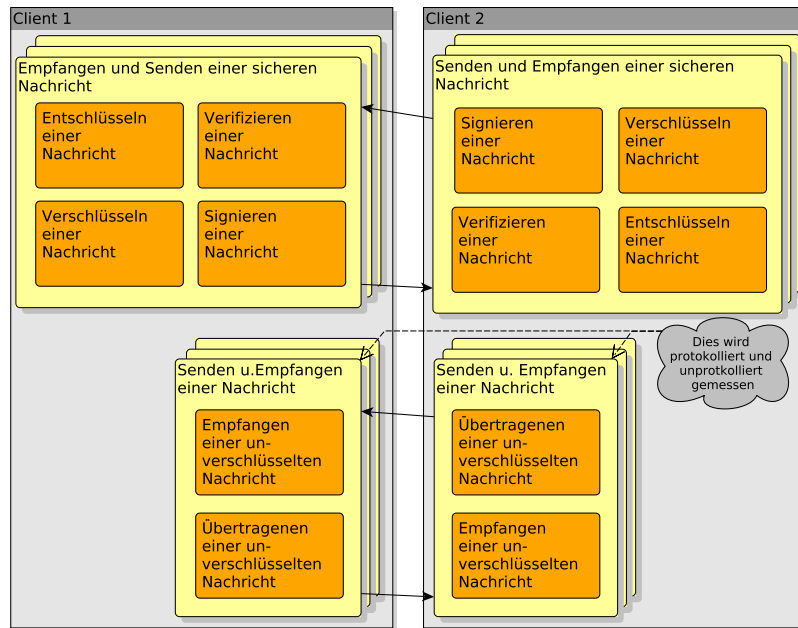 Client 1
Empfangen und Senden einer sicheren
Nachricht
Entschlüsseln
einer
Nachricht
Verifizieren
einer
Nachricht
Verschlüsseln
einer
Nachricht
Signieren
einer
Nachricht
Senden u.Empfangen
einer Nachricht
Empfangen
einer un-
verschlüsselten
Nachricht
Übertragenen
einer un-
verschlüsselten
Nachricht
Client 2
Senden und Empfangen einer sicheren
Nachricht
Signieren
einer
Nachricht
Verschlüsseln
einer
Nachricht
Verifizieren
einer
Nachricht
Entschlüsseln
einer
Nachricht
Dies wird
protokolliert und
unprotkolliert
gemessen
Senden u. Empfangen
einer Nachricht
Übertragenen
einer un-
verschlüsselten
Nachricht
Empfangen
einer un-
verschlüsselten
Nachricht